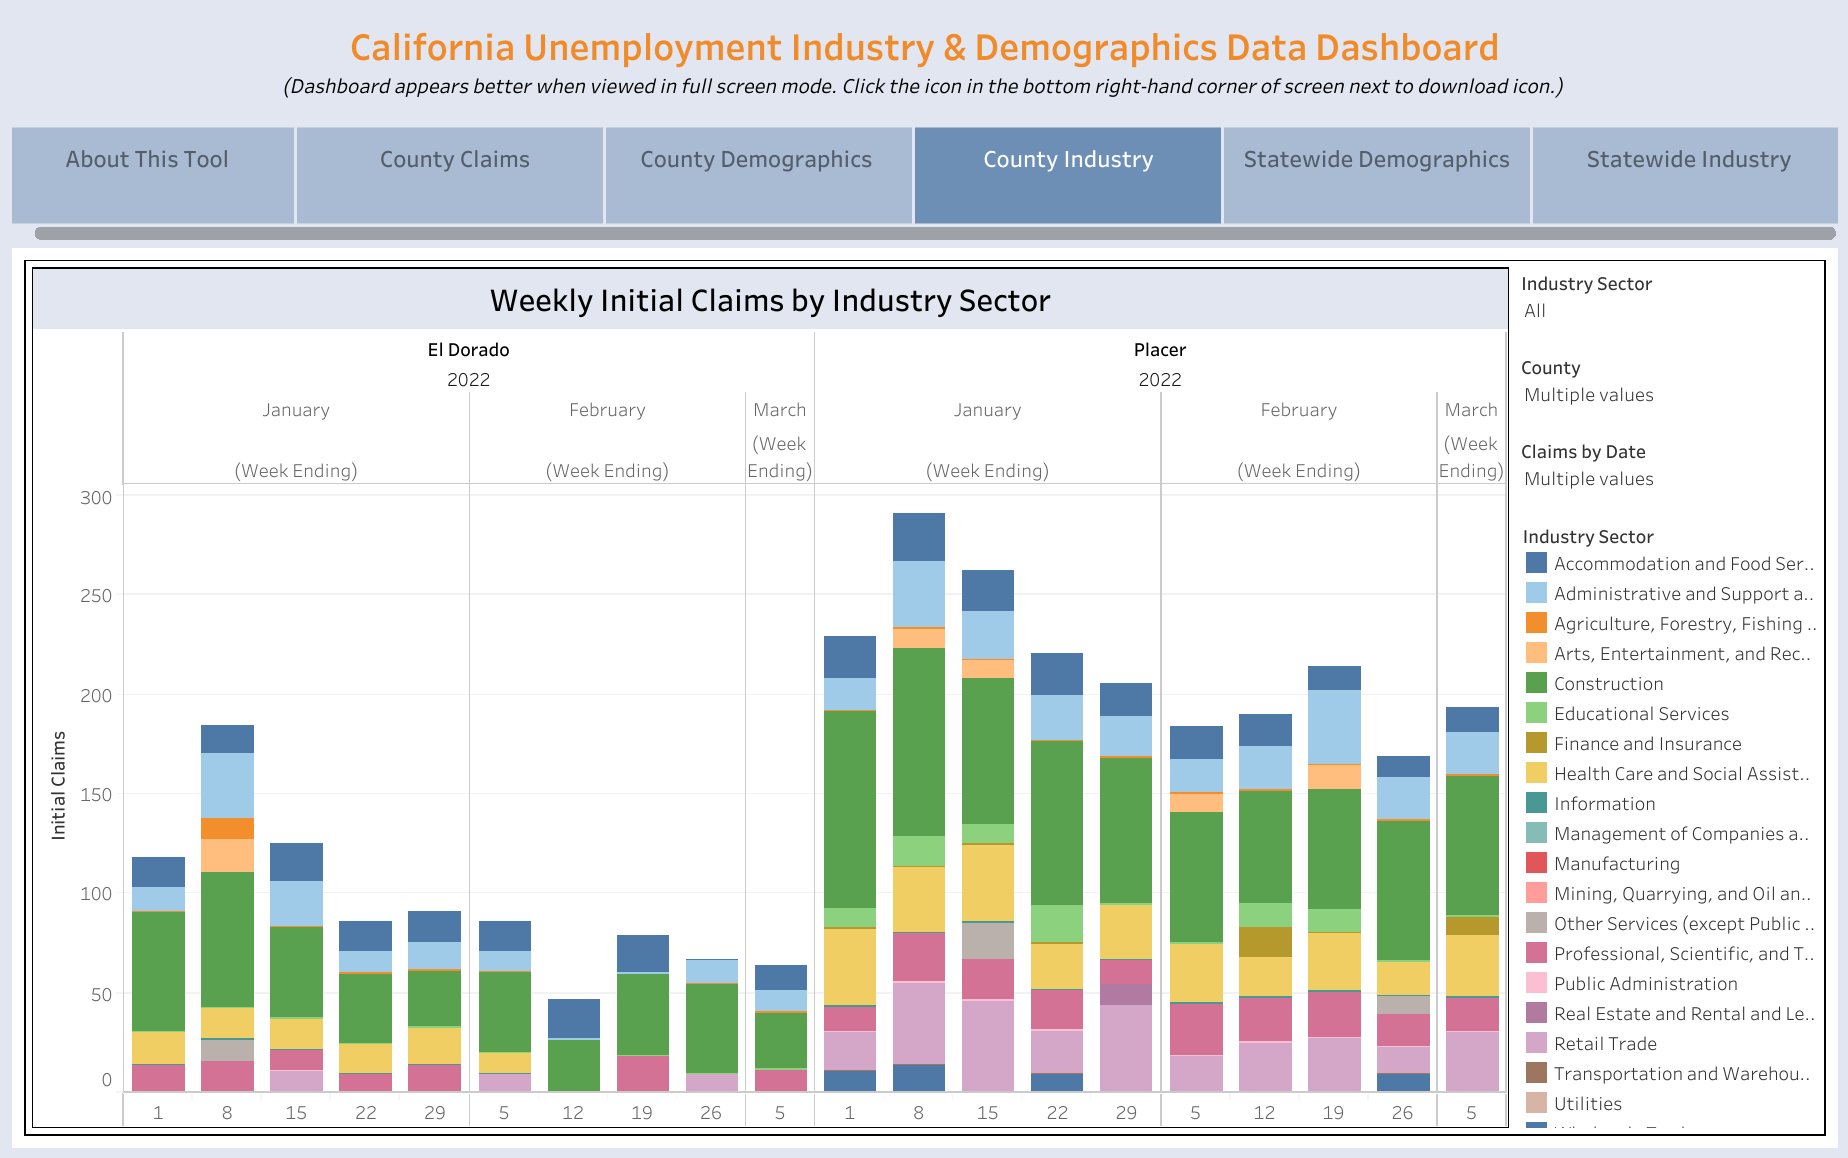 California Unemployment Industry & Demographics Data Dashboard
(Dashboard appears better when viewed in full screen mode. Click the icon in the bottom right-hand corner of screen next to download icon.)
About This Tool
County Claims
County Demographics
County Industry
Statewide Demographics
Statewide Industry
Weekly Initial Claims by Industry Sector
El Dorado
2022
January
(Week Ending)
February
(Week Ending)
March
(Week
Ending)
Placer
2022
January
(Week Ending)
February
(Week Ending)
March
(Week
Ending)
Initial Claims
300
250
200
150
100
50
0
1
8
15
22
29
5
12
19
26
5
1
8
15
22
29
5
12
19
26
5
Industry Sector
All
County
Multiple values
Claims by Date
Multiple values
Industry Sector
Accommodation and Food Ser..
Administrative and Support a..
Agriculture, Forestry, Fishing ..
Arts, Entertainment, and Rec..
Construction
Educational Services
Finance and Insurance
Health Care and Social Assist..
Information
Management of Companies a..
Manufacturing
Mining, Quarrying, and Oil an..
Other Services (except Public ..
Professional, Scientific, and T..
Public Administration
Real Estate and Rental and Le..
Retail Trade
Transportation and Warehou..
Utilities